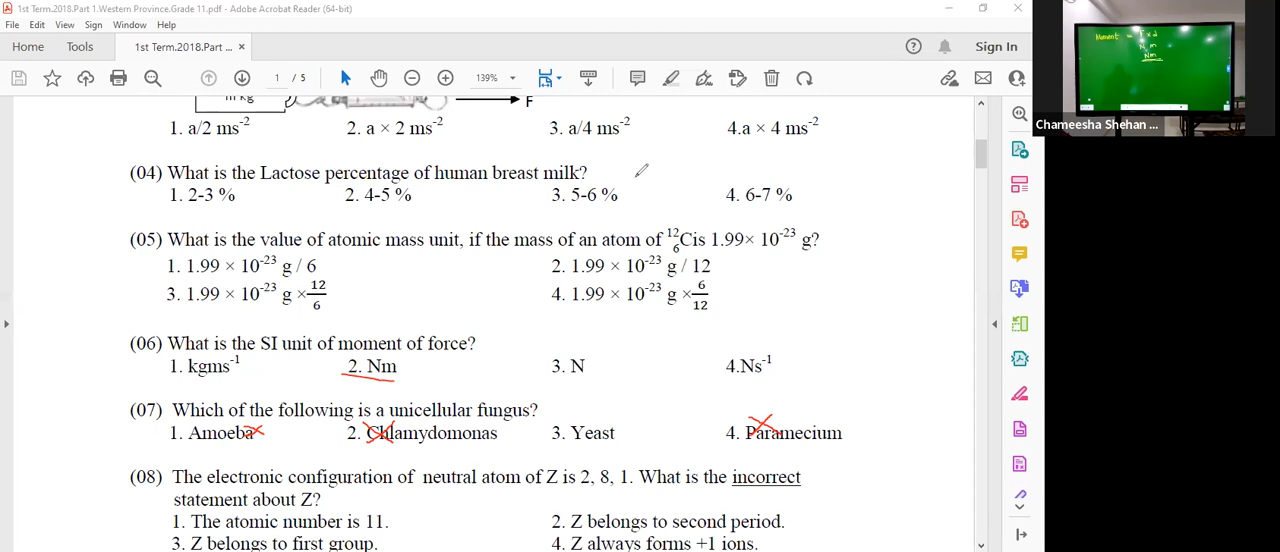 1st Term.2018.Part 1.Western Province.Grade 11.pdf - Adobe Acrobat Reader (64-bit)
File Edit View Sign Window Help
Home Tools 1st Term.2018.Part ... × Sign In
1 / 5 139%
m kg F
1. a/2 ms⁻² 2. a × 2 ms⁻² 3. a/4 ms⁻² 4.a × 4 ms⁻²
(04) What is the Lactose percentage of human breast milk?
1. 2-3 % 2. 4-5 % 3. 5-6 % 4. 6-7 %
(05) What is the value of atomic mass unit, if the mass of an atom of ¹²₆Cis 1.99× 10⁻²³ g?
1. 1.99 × 10⁻²³ g / 6 2. 1.99 × 10⁻²³ g / 12
3. 1.99 × 10⁻²³ g × 12/6 4. 1.99 × 10⁻²³ g × 6/12
(06) What is the SI unit of moment of force?
1. kgms⁻¹ 2. Nm 3. N 4.Ns⁻¹
(07) Which of the following is a unicellular fungus?
1. Amoeba 2. Chlamydomonas 3. Yeast 4. Paramecium
(08) The electronic configuration of neutral atom of Z is 2, 8, 1. What is the incorrect
statement about Z?
1. The atomic number is 11. 2. Z belongs to second period.
3. Z belongs to first group. 4. Z always forms +1 ions.
Moment = F x d
N m
Nm
Chameesha Shehan ...